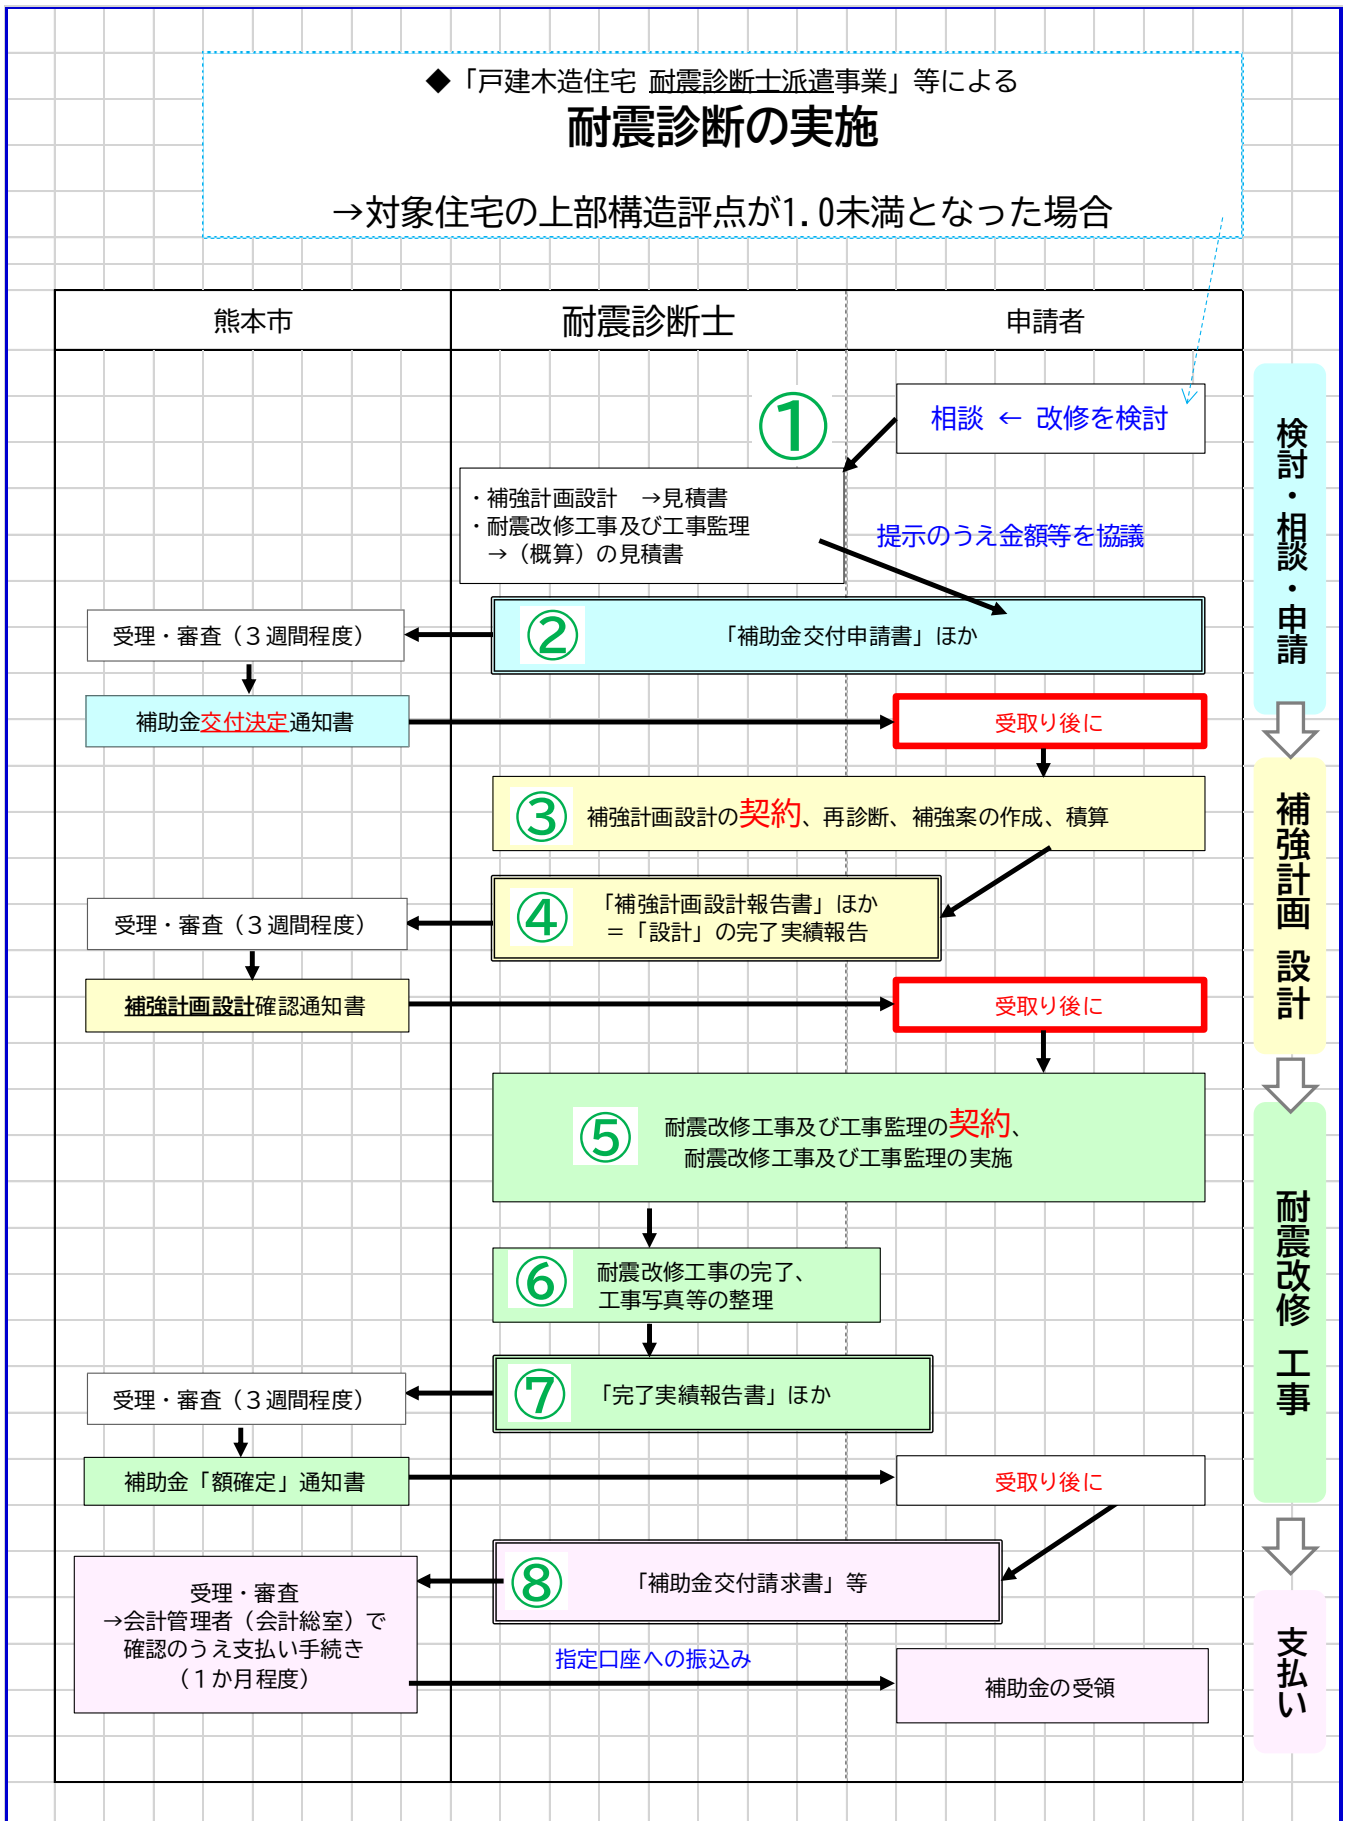 ◆「戸建木造住宅 耐震診断士派遣事業」等による
耐震診断の実施
→対象住宅の上部構造評点が1.0未満となった場合
熊本市
耐震診断士
申請者
①
相談 ← 改修を検討
・補強計画設計 →見積書
・耐震改修工事及び工事監理
→（概算）の見積書
提示のうえ金額等を協議
②
「補助金交付申請書」ほか
受理・審査（３週間程度）
補助金交付決定通知書
受取り後に
③
補強計画設計の契約、再診断、補強案の作成、積算
④
「補強計画設計報告書」ほか
＝「設計」の完了実績報告
受理・審査（３週間程度）
補強計画設計確認通知書
受取り後に
⑤
耐震改修工事及び工事監理の契約、
耐震改修工事及び工事監理の実施
⑥
耐震改修工事の完了、
工事写真等の整理
⑦
「完了実績報告書」ほか
受理・審査（３週間程度）
補助金「額確定」通知書
受取り後に
⑧
「補助金交付請求書」等
受理・審査
→会計管理者（会計総室）で
確認のうえ支払い手続き
（１か月程度）
指定口座への振込み
補助金の受領
検討・相談・申請
補強計画 設計
耐震改修 工事
支払い